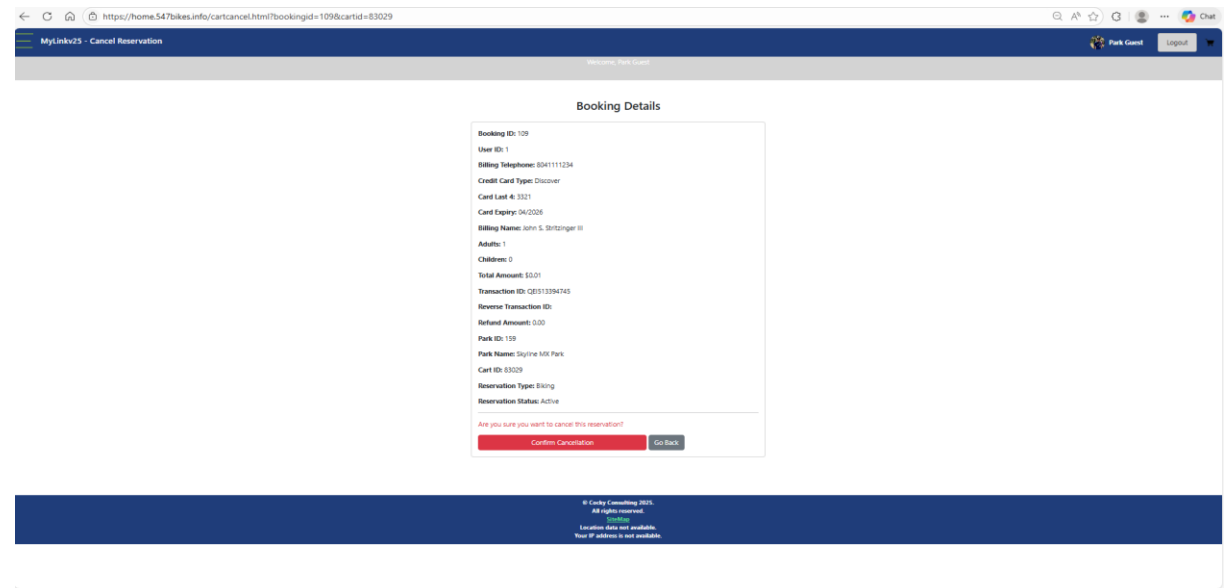 https://home.547bikes.info/cartcancel.html?bookingid=109&cartid=83029
Chat
MyLinkv25 - Cancel Reservation
Park Guest
Logout
Welcome, Park Guest
Booking Details
Booking ID: 109
User ID: 1
Billing Telephone: 8041111234
Credit Card Type: Discover
Card Last 4: 3321
Card Expiry: 04/2026
Billing Name: John S. Stritzinger III
Adults: 1
Children: 0
Total Amount: $0.01
Transaction ID: QEIS13394745
Reverse Transaction ID:
Refund Amount: 0.00
Park ID: 159
Park Name: Skyline MX Park
Cart ID: 83029
Reservation Type: Biking
Reservation Status: Active
Are you sure you want to cancel this reservation?
Confirm Cancellation
Go Back
© Cocky Consulting 2025.
All rights reserved.
SiteMap
Location data not available.
Your IP address is not available.